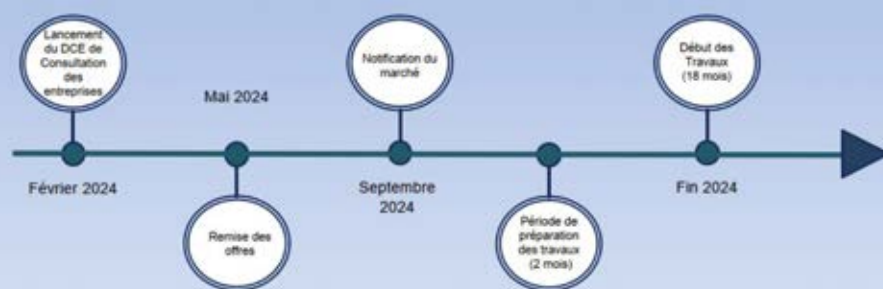 Lancement
du DCE de
Consultation
des
entreprises
Février 2024
Mai 2024
Remise des
offres
Notification du
marché
Septembre
2024
Période de
préparation
des travaux
(2 mois)
Début des
Travaux
(18 mois)
Fin 2024